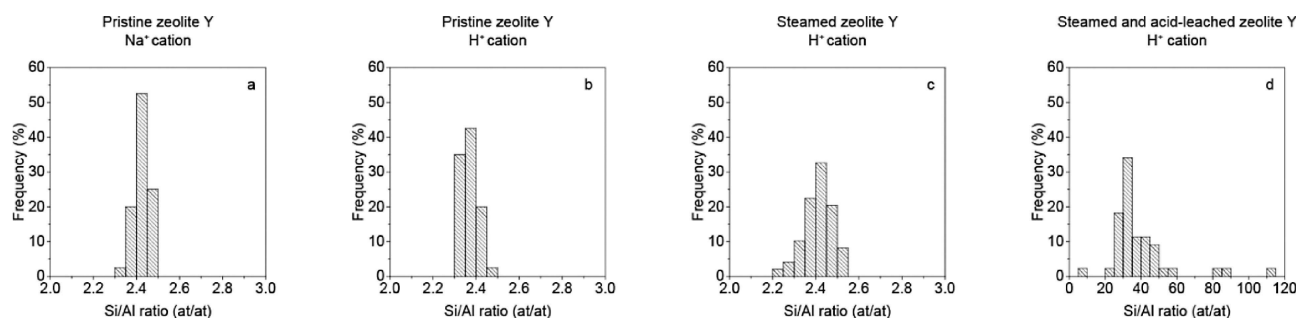 Pristine zeolite Y
Na⁺ cation
a
Frequency (%)
60
50
40
30
20
10
0
2.0 2.2 2.4 2.6 2.8 3.0
Si/Al ratio (at/at)
Pristine zeolite Y
H⁺ cation
b
Frequency (%)
60
50
40
30
20
10
0
2.0 2.2 2.4 2.6 2.8 3.0
Si/Al ratio (at/at)
Steamed zeolite Y
H⁺ cation
c
Frequency (%)
60
50
40
30
20
10
0
2.0 2.2 2.4 2.6 2.8 3.0
Si/Al ratio (at/at)
Steamed and acid-leached zeolite Y
H⁺ cation
d
Frequency (%)
60
50
40
30
20
10
0
0 20 40 60 80 100 120
Si/Al ratio (at/at)